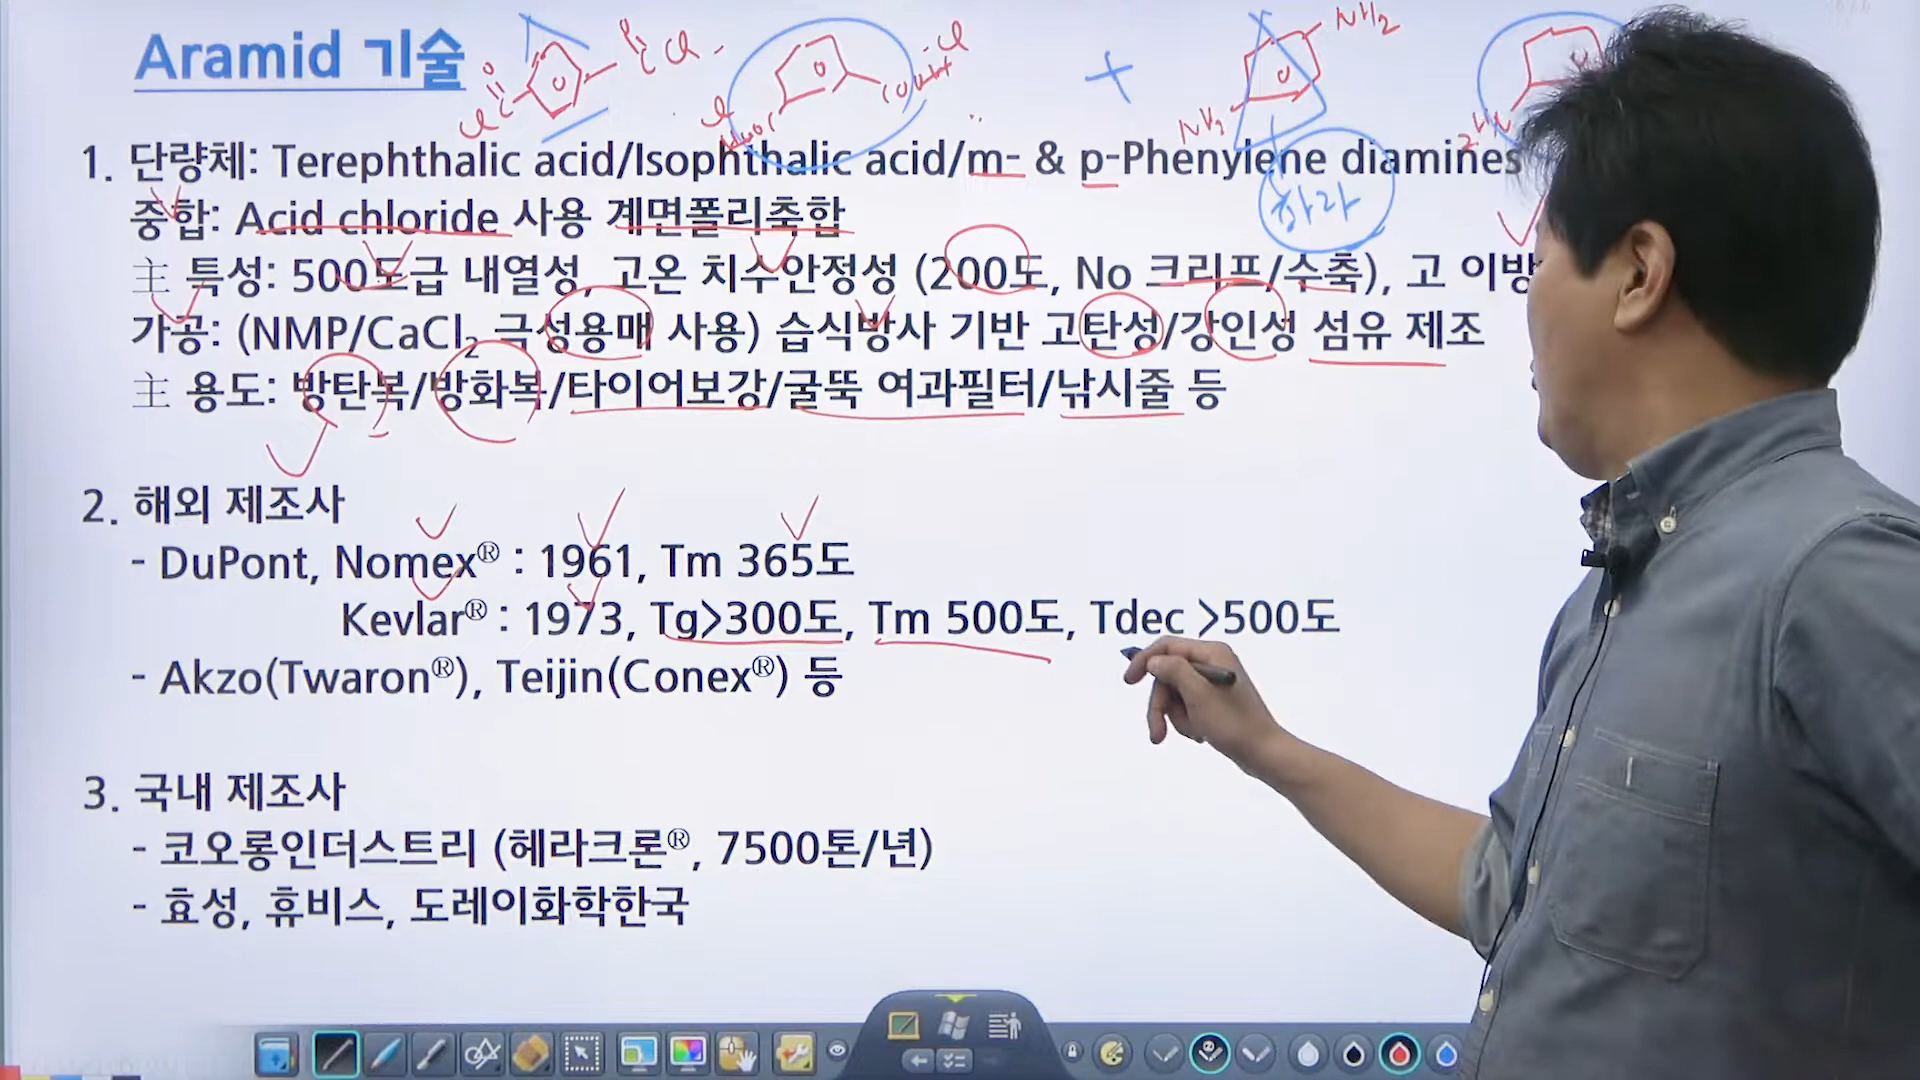 Aramid 기술
Cl
Cl
Cl
Cl
+
NH2
NH2
1. 단량체: Terephthalic acid/Isophthalic acid/m- & p-Phenylene diamines
파라
중합: Acid chloride 사용 계면폴리축합
主 특성: 500도급 내열성, 고온 치수안정성 (200도, No 크리프/수축), 고 이방
가공: (NMP/CaCl₂ 극성용매 사용) 습식방사 기반 고탄성/강인성 섬유 제조
主 용도: 방탄복/방화복/타이어보강/굴뚝 여과필터/낚시줄 등
2. 해외 제조사
- DuPont, Nomex® : 1961, Tm 365도
Kevlar® : 1973, Tg>300도, Tm 500도, Tdec >500도
- Akzo(Twaron®), Teijin(Conex®) 등
3. 국내 제조사
- 코오롱인더스트리 (헤라크론®, 7500톤/년)
- 효성, 휴비스, 도레이화학한국